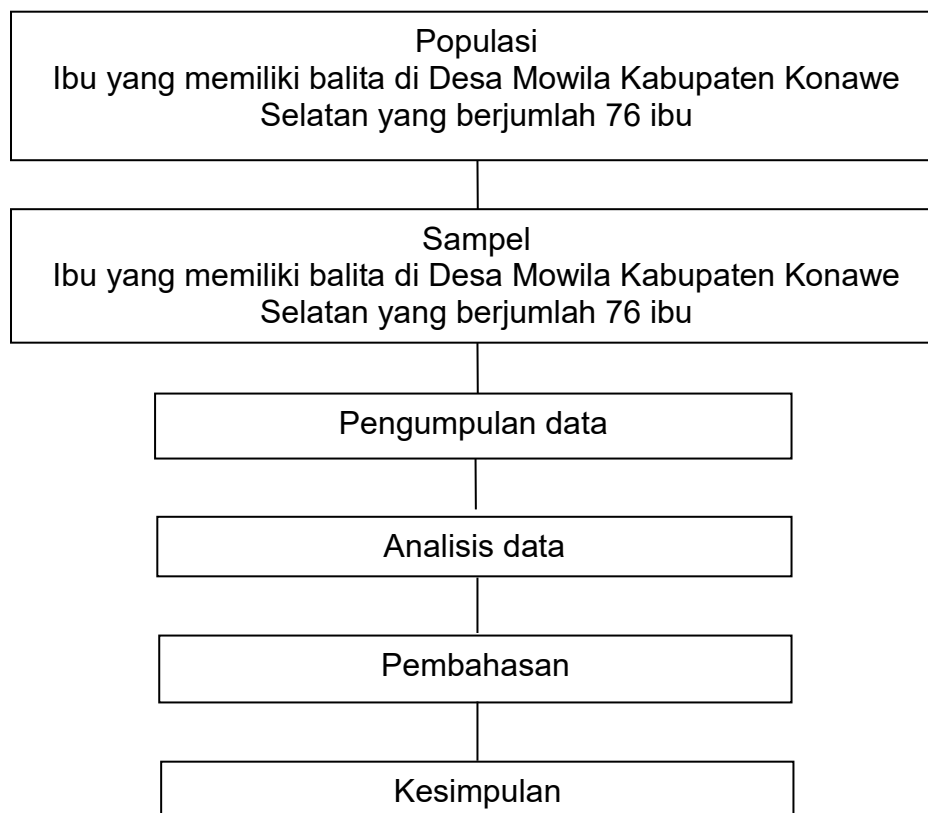 Populasi
Ibu yang memiliki balita di Desa Mowila Kabupaten Konawe
Selatan yang berjumlah 76 ibu
Sampel
Ibu yang memiliki balita di Desa Mowila Kabupaten Konawe
Selatan yang berjumlah 76 ibu
Pengumpulan data
Analisis data
Pembahasan
Kesimpulan